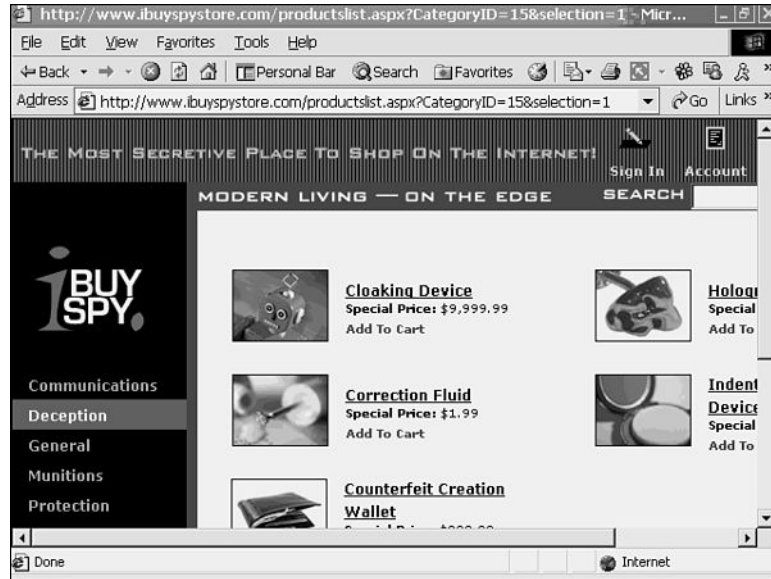 http://www.ibuyspystore.com/productslist.aspx?CategoryID=15&selection=1 - Micr...
File Edit View Favorites Tools Help
Back Personal Bar Search Favorites
Address http://www.ibuyspystore.com/productslist.aspx?CategoryID=15&selection=1 Go Links
THE MOST SECRETIVE PLACE TO SHOP ON THE INTERNET!
Sign In Account
MODERN LIVING — ON THE EDGE SEARCH
iBUY
SPY
Communications
Deception
General
Munitions
Protection
Cloaking Device
Special Price: $9,999.99
Add To Cart
Hologr
Special
Add To
Correction Fluid
Special Price: $1.99
Add To Cart
Indent
Device
Special
Add To
Counterfeit Creation
Wallet
Special Price:
Done Internet